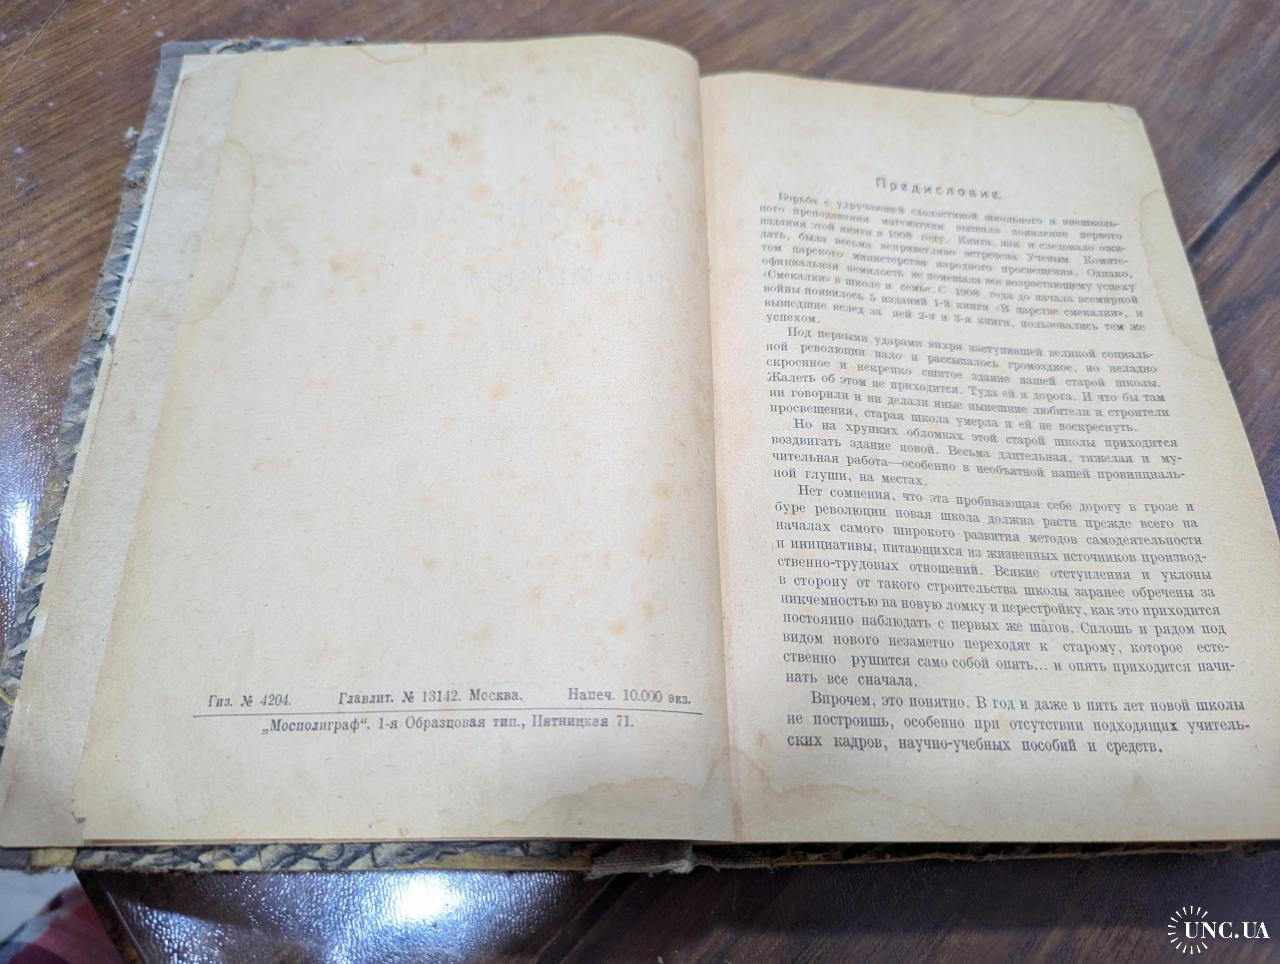 Гиз. № 4204. Главлит. № 13142. Москва. Напеч. 10.000 экз.
„Мосполиграф“. 1-я Образцовая тип., Пятницкая 71.
Предисловие.
Борьба с удручающей схоластикой школьного и внешколь-
ного преподавания математики вызвала появление первого
издания этой книги в 1908 году. Книга, как и следовало ожи-
дать, была весьма неприветливо встречена Ученым Комите-
том царского министерства народного просвещения. Однако,
официальная немилость не помешала все возрастающему успеху
«Смекалки» в школе и семье. С 1908 года до начала всемирной
войны появилось 5 изданий 1-й книги «В царстве смекалки», и
вышедшие вслед за ней 2-я и 3-я книги, пользовались тем же
успехом.
Под первыми ударами вихря наступившей великой социаль-
ной революции пало и рассыпалось громоздкое, но неладно
скроенное и некрепко сшитое здание нашей старой школы.
Жалеть об этом не приходится. Туда ей и дорога. И что бы там
ни говорили и ни делали иные нынешние любители и строители
просвещения, старая школа умерла и ей не воскреснуть.
Но на хрупких обломках этой старой школы приходится
воздвигать здание новой. Весьма длительная, тяжелая и му-
чительная работа—особенно в необъятной нашей провинциаль-
ной глуши, на местах.
Нет сомнения, что эта пробивающая себе дорогу в грозе и
буре революции новая школа должна расти прежде всего на
началах самого широкого развития методов самодеятельности
и инициативы, питающихся из жизненных источников производ-
ственно-трудовых отношений. Всякие отступления и уклоны
в сторону от такого строительства школы заранее обречены за
никчемностью на новую ломку и перестройку, как это приходится
постоянно наблюдать с первых же шагов. Сплошь и рядом под
видом нового незаметно переходят к старому, которое есте-
ственно рушится само собой опять... и опять приходится начи-
нать все сначала.
Впрочем, это понятно. В год и даже в пять лет новой школы
не построишь, особенно при отсутствии подходящих учитель-
ских кадров, научно-учебных пособий и средств.
UNC.UA